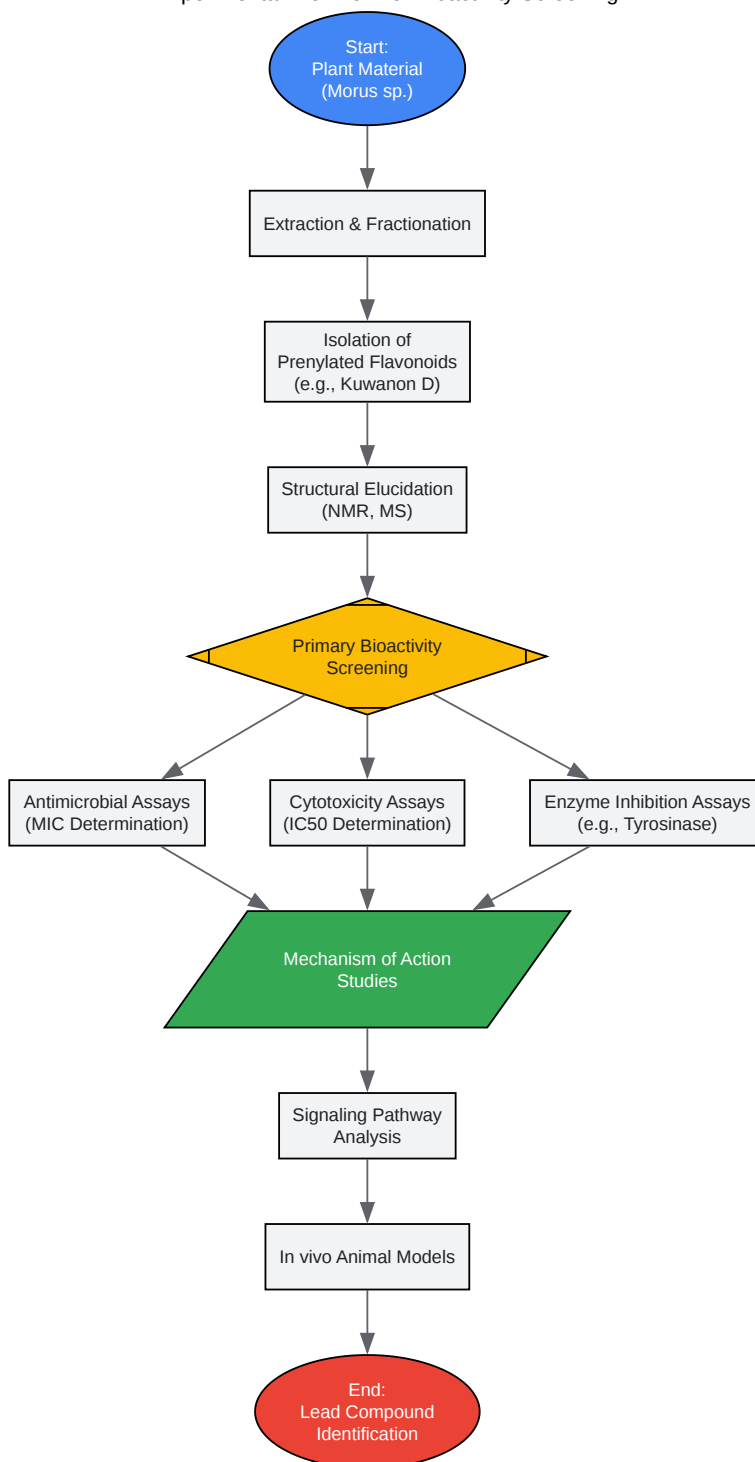 Start:
Plant Material
(Morus sp.)
Extraction & Fractionation
Isolation of
Prenylated Flavonoids
(e.g., Kuwanon D)
Structural Elucidation
(NMR, MS)
Primary Bioactivity
Screening
Antimicrobial Assays
(MIC Determination)
Cytotoxicity Assays
(IC50 Determination)
Enzyme Inhibition Assays
(e.g., Tyrosinase)
Mechanism of Action
Studies
Signaling Pathway
Analysis
In vivo Animal Models
End:
Lead Compound
Identification